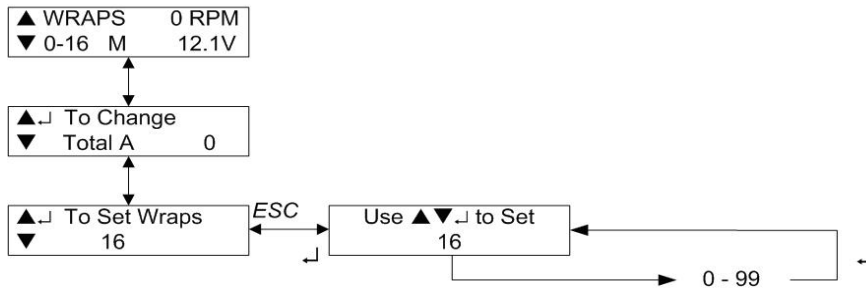 ▲ WRAPS 0 RPM
▼ 0-16 M 12.1V
▲↵ To Change
▼ Total A 0
▲↵ To Set Wraps
▼ 16
ESC
↵
Use ▲▼↵ to Set
16
0 - 99
↵